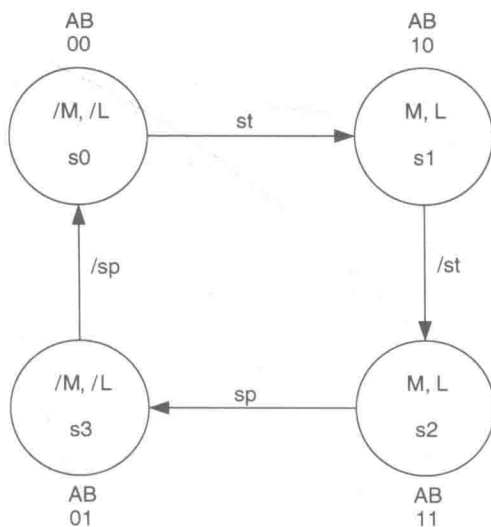 AB
00
/M, /L
s0
st
AB
10
M, L
s1
/sp
/st
/M, /L
s3
sp
M, L
s2
AB
01
AB
11